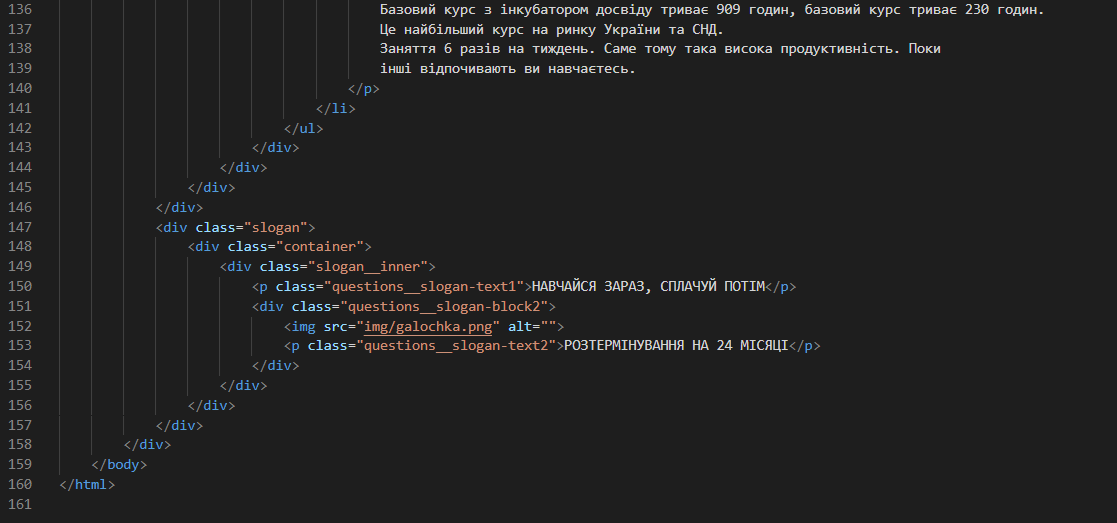 136 Базовий курс з інкубатором досвіду триває 909 годин, базовий курс триває 230 годин.
137 Це найбільший курс на ринку України та СНД.
138 Заняття 6 разів на тиждень. Саме тому така висока продуктивність. Поки
139 інші відпочивають ви навчаєтесь.
140 </p>
141 </li>
142 </ul>
143 </div>
144 </div>
145 </div>
146 </div>
147 <div class="slogan">
148 <div class="container">
149 <div class="slogan__inner">
150 <p class="questions__slogan-text1">НАВЧАЙСЯ ЗАРАЗ, СПЛАЧУЙ ПОТІМ</p>
151 <div class="questions__slogan-block2">
152 <img src="img/galochka.png" alt="">
153 <p class="questions__slogan-text2">РОЗТЕРМІНУВАННЯ НА 24 МІСЯЦІ</p>
154 </div>
155 </div>
156 </div>
157 </div>
158 </div>
159 </body>
160 </html>
161